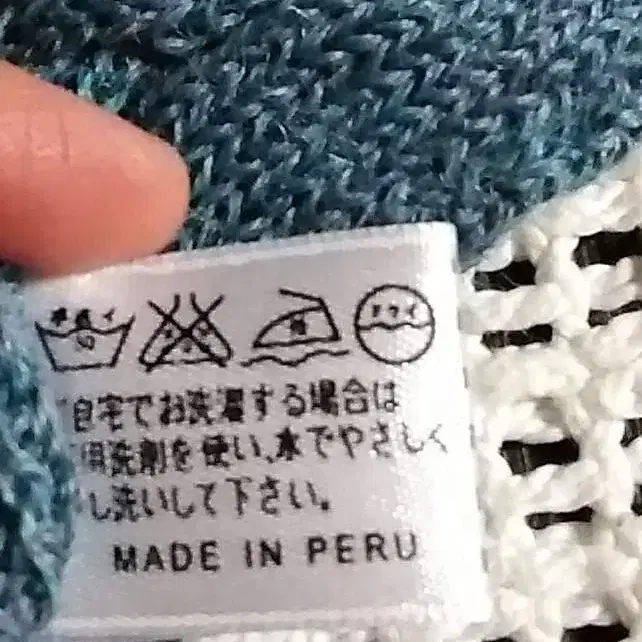 手洗イ
中
ドライ
自宅でお洗濯する場合は
用洗剤を使い、水でやさしく
し洗いして下さい。
MADE IN PERU